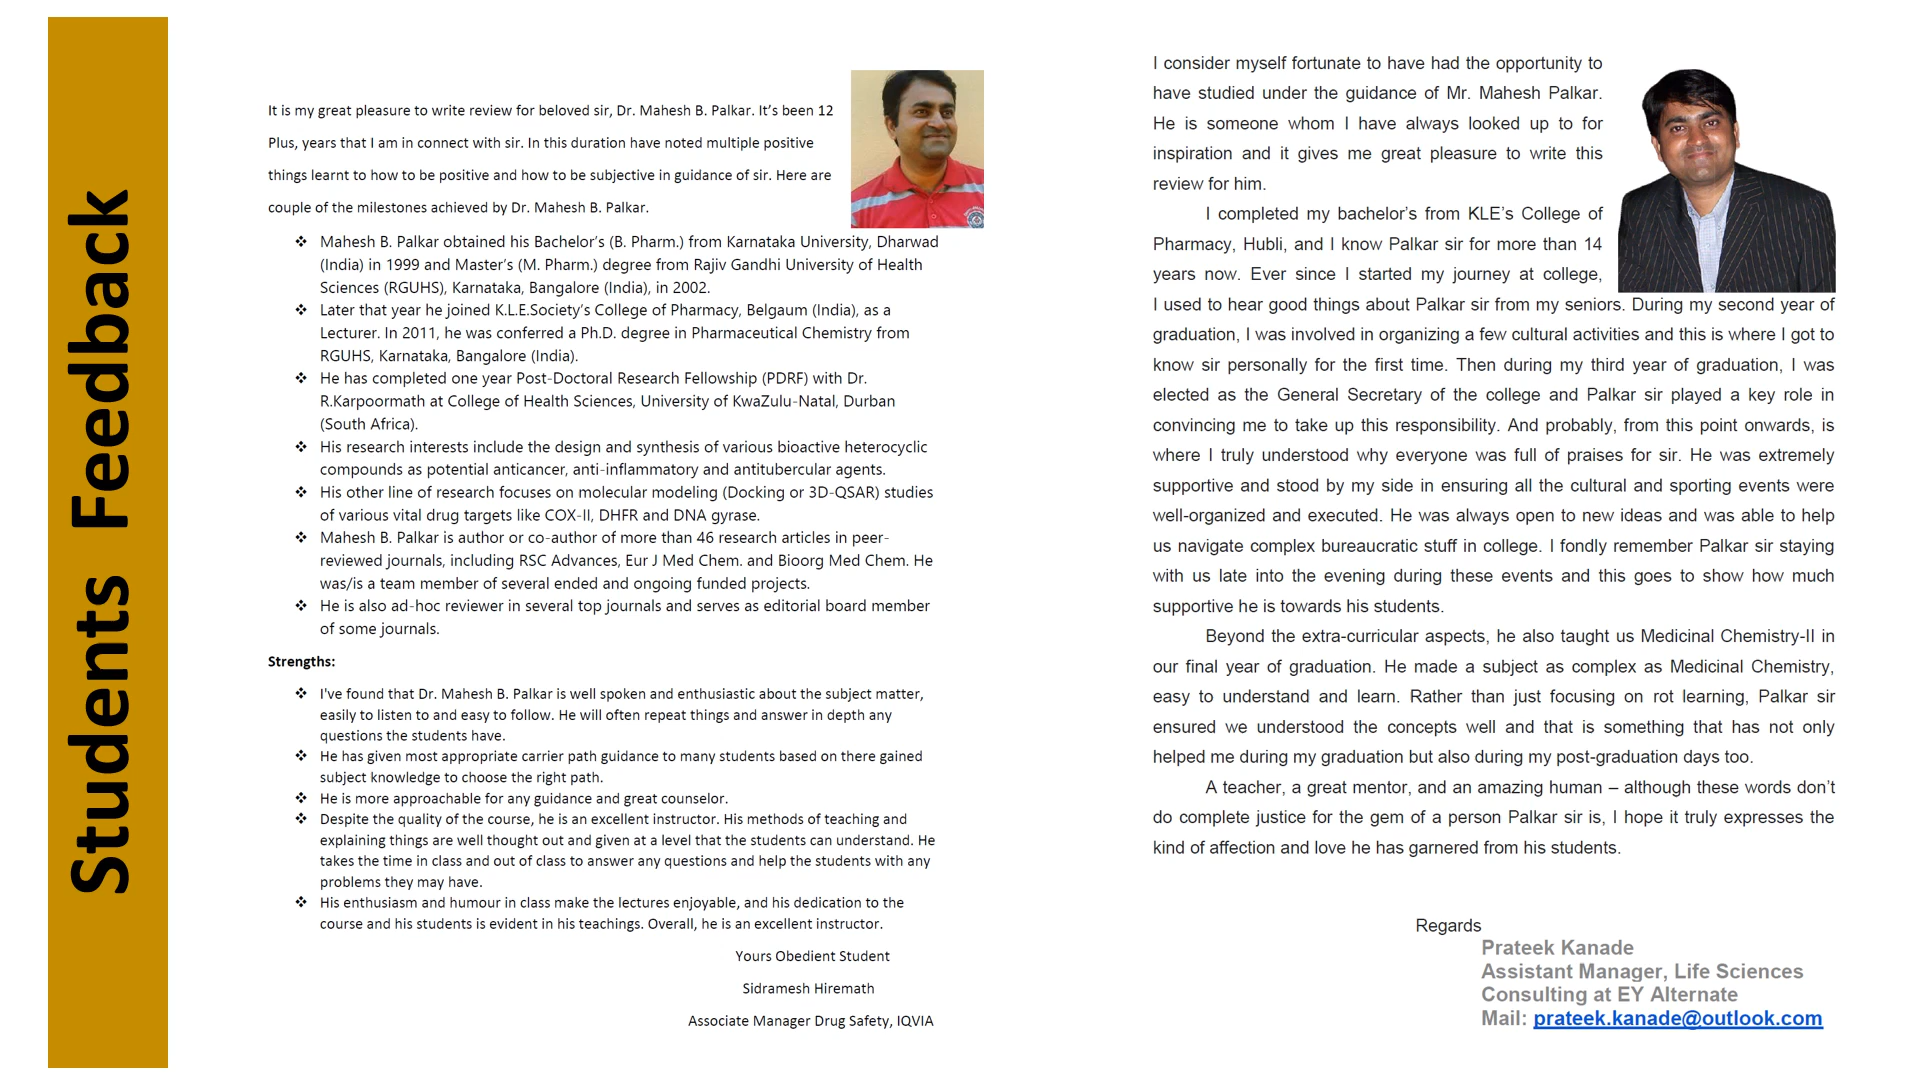 Students Feedback
It is my great pleasure to write review for beloved sir, Dr. Mahesh B. Palkar. It’s been 12
Plus, years that I am in connect with sir. In this duration have noted multiple positive
things learnt to how to be positive and how to be subjective in guidance of sir. Here are
couple of the milestones achieved by Dr. Mahesh B. Palkar.
❖ Mahesh B. Palkar obtained his Bachelor’s (B. Pharm.) from Karnataka University, Dharwad
(India) in 1999 and Master’s (M. Pharm.) degree from Rajiv Gandhi University of Health
Sciences (RGUHS), Karnataka, Bangalore (India), in 2002.
❖ Later that year he joined K.L.E.Society’s College of Pharmacy, Belgaum (India), as a
Lecturer. In 2011, he was conferred a Ph.D. degree in Pharmaceutical Chemistry from
RGUHS, Karnataka, Bangalore (India).
❖ He has completed one year Post-Doctoral Research Fellowship (PDRF) with Dr.
R.Karpoormath at College of Health Sciences, University of KwaZulu-Natal, Durban
(South Africa).
❖ His research interests include the design and synthesis of various bioactive heterocyclic
compounds as potential anticancer, anti-inflammatory and antitubercular agents.
❖ His other line of research focuses on molecular modeling (Docking or 3D-QSAR) studies
of various vital drug targets like COX-II, DHFR and DNA gyrase.
❖ Mahesh B. Palkar is author or co-author of more than 46 research articles in peer-
reviewed journals, including RSC Advances, Eur J Med Chem. and Bioorg Med Chem. He
was/is a team member of several ended and ongoing funded projects.
❖ He is also ad-hoc reviewer in several top journals and serves as editorial board member
of some journals.
Strengths:
❖ I've found that Dr. Mahesh B. Palkar is well spoken and enthusiastic about the subject matter,
easily to listen to and easy to follow. He will often repeat things and answer in depth any
questions the students have.
❖ He has given most appropriate carrier path guidance to many students based on there gained
subject knowledge to choose the right path.
❖ He is more approachable for any guidance and great counselor.
❖ Despite the quality of the course, he is an excellent instructor. His methods of teaching and
explaining things are well thought out and given at a level that the students can understand. He
takes the time in class and out of class to answer any questions and help the students with any
problems they may have.
❖ His enthusiasm and humour in class make the lectures enjoyable, and his dedication to the
course and his students is evident in his teachings. Overall, he is an excellent instructor.
Yours Obedient Student
Sidramesh Hiremath
Associate Manager Drug Safety, IQVIA
I consider myself fortunate to have had the opportunity to
have studied under the guidance of Mr. Mahesh Palkar.
He is someone whom I have always looked up to for
inspiration and it gives me great pleasure to write this
review for him.
I completed my bachelor’s from KLE’s College of
Pharmacy, Hubli, and I know Palkar sir for more than 14
years now. Ever since I started my journey at college,
I used to hear good things about Palkar sir from my seniors. During my second year of
graduation, I was involved in organizing a few cultural activities and this is where I got to
know sir personally for the first time. Then during my third year of graduation, I was
elected as the General Secretary of the college and Palkar sir played a key role in
convincing me to take up this responsibility. And probably, from this point onwards, is
where I truly understood why everyone was full of praises for sir. He was extremely
supportive and stood by my side in ensuring all the cultural and sporting events were
well-organized and executed. He was always open to new ideas and was able to help
us navigate complex bureaucratic stuff in college. I fondly remember Palkar sir staying
with us late into the evening during these events and this goes to show how much
supportive he is towards his students.
Beyond the extra-curricular aspects, he also taught us Medicinal Chemistry-II in
our final year of graduation. He made a subject as complex as Medicinal Chemistry,
easy to understand and learn. Rather than just focusing on rot learning, Palkar sir
ensured we understood the concepts well and that is something that has not only
helped me during my graduation but also during my post-graduation days too.
A teacher, a great mentor, and an amazing human – although these words don’t
do complete justice for the gem of a person Palkar sir is, I hope it truly expresses the
kind of affection and love he has garnered from his students.
Regards
Prateek Kanade
Assistant Manager, Life Sciences
Consulting at EY Alternate
Mail: prateek.kanade@outlook.com